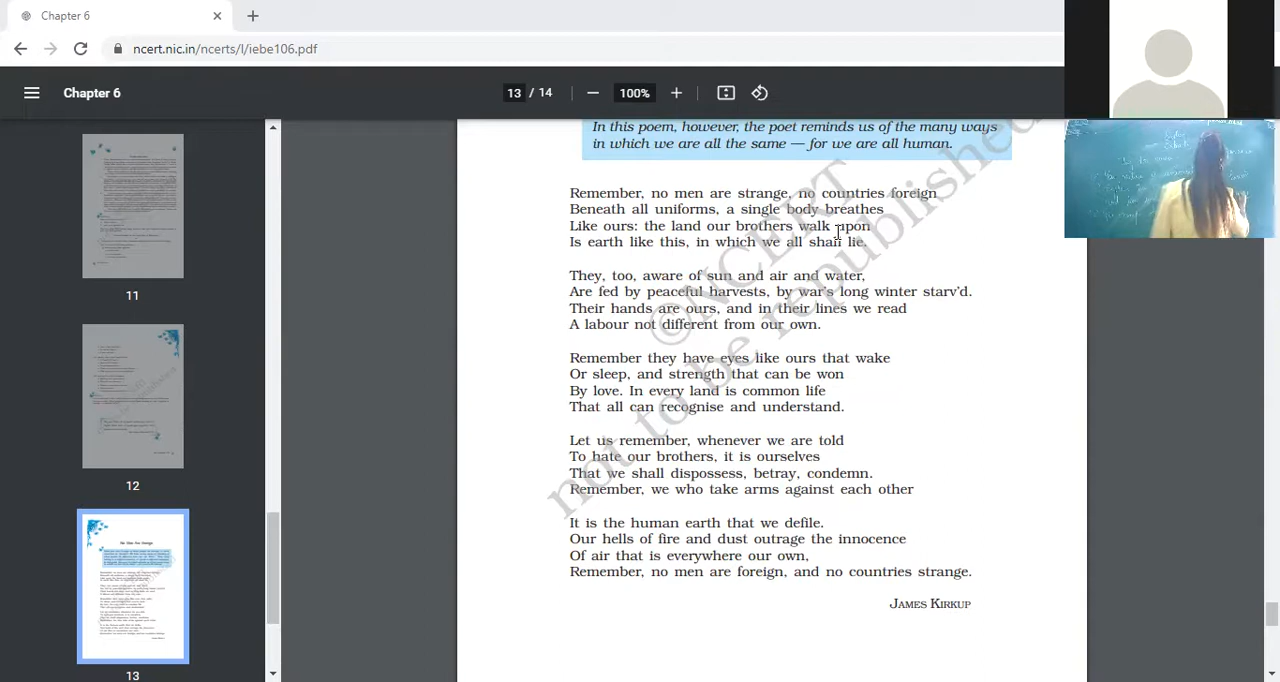 Chapter 6
ncert.nic.in/ncerts/l/iebe106.pdf
Chapter 6
13 / 14
100%
11
12
13
In this poem, however, the poet reminds us of the many ways
in which we are all the same — for we are all human.
Remember, no men are strange, no countries foreign
Beneath all uniforms, a single body breathes
Like ours: the land our brothers walk upon
Is earth like this, in which we all shall lie.
They, too, aware of sun and air and water,
Are fed by peaceful harvests, by war's long winter starv'd.
Their hands are ours, and in their lines we read
A labour not different from our own.
Remember they have eyes like ours that wake
Or sleep, and strength that can be won
By love. In every land is common life
That all can recognise and understand.
Let us remember, whenever we are told
To hate our brothers, it is ourselves
That we shall dispossess, betray, condemn.
Remember, we who take arms against each other
It is the human earth that we defile.
Our hells of fire and dust outrage the innocence
Of air that is everywhere our own,
Remember, no men are foreign, and no countries strange.
JAMES KIRKUP
©NCERT
not to be republished